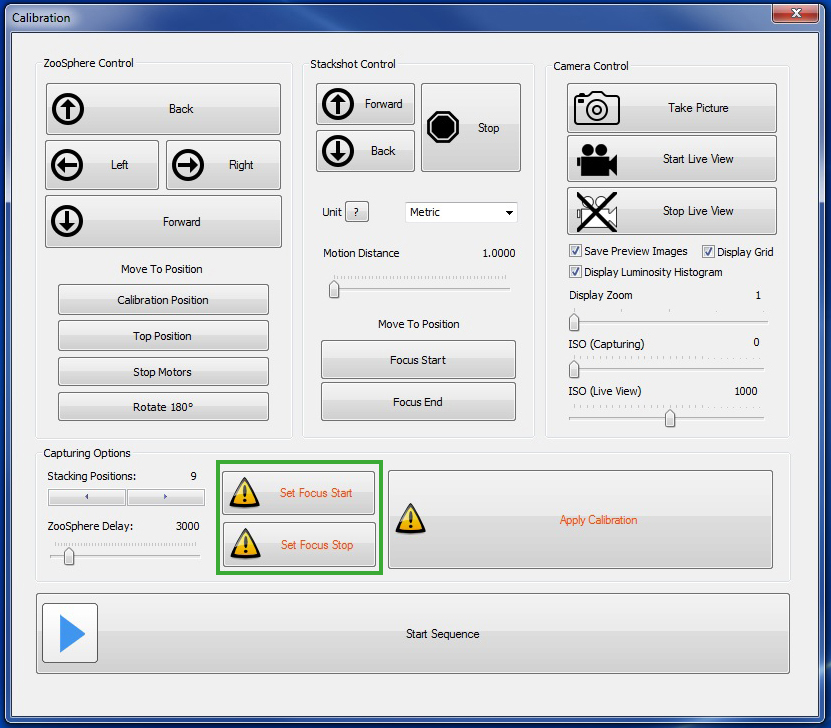 Calibration
ZooSphere Control
Back
Left
Right
Forward
Move To Position
Calibration Position
Top Position
Stop Motors
Rotate 180°
Stackshot Control
Forward
Back
Stop
Unit ? Metric
Motion Distance 1.0000
Move To Position
Focus Start
Focus End
Camera Control
Take Picture
Start Live View
Stop Live View
Save Preview Images Display Grid
Display Luminosity Histogram
Display Zoom 1
ISO (Capturing) 0
ISO (Live View) 1000
Capturing Options
Stacking Positions: 9
ZooSphere Delay: 3000
Set Focus Start
Set Focus Stop
Apply Calibration
Start Sequence